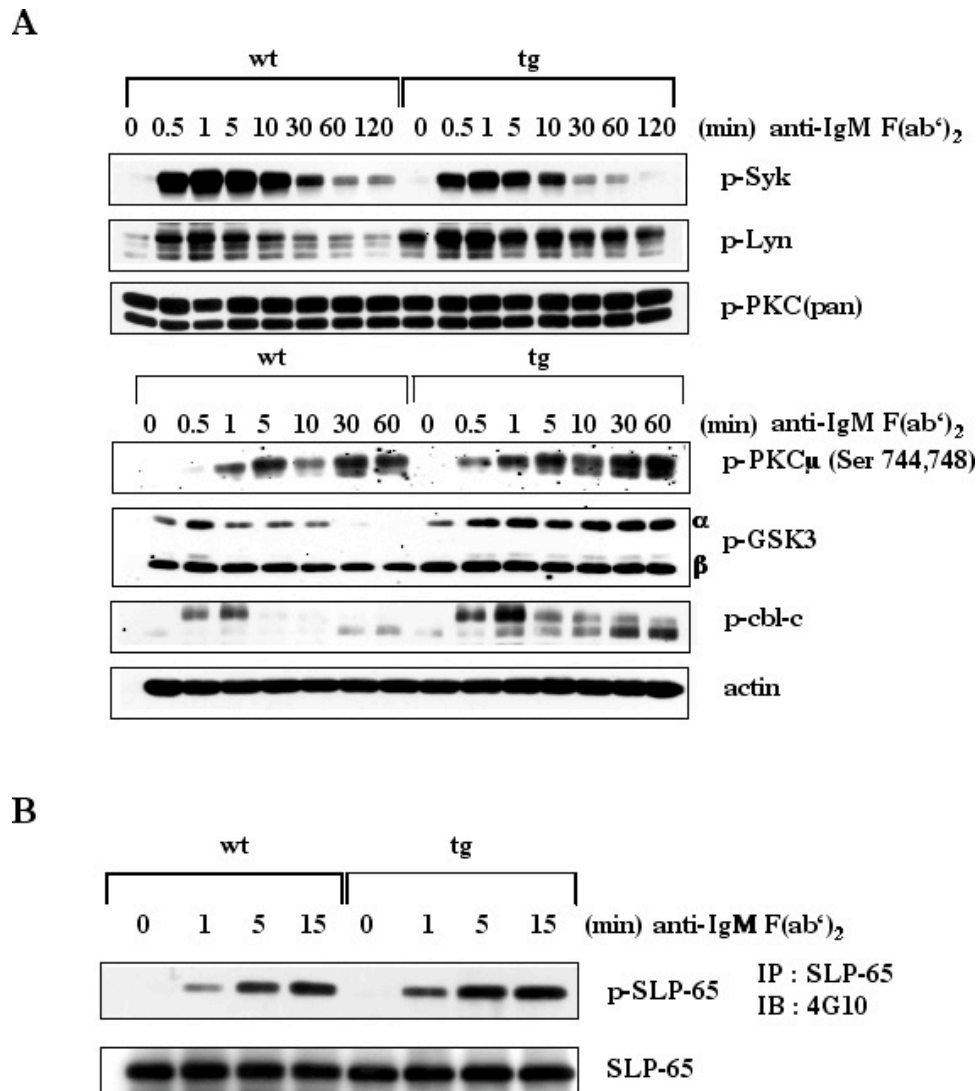 A
wt tg
0 0.5 1 5 10 30 60 120 0 0.5 1 5 10 30 60 120 (min) anti-IgM F(ab‘)2
p-Syk
p-Lyn
p-PKC(pan)
wt tg
0 0.5 1 5 10 30 60 0 0.5 1 5 10 30 60 (min) anti-IgM F(ab‘)2
p-PKCμ (Ser 744,748)
α
p-GSK3
β
p-cbl-c
actin
B
wt tg
0 1 5 15 0 1 5 15 (min) anti-IgM F(ab‘)2
p-SLP-65 IP : SLP-65
IB : 4G10
SLP-65